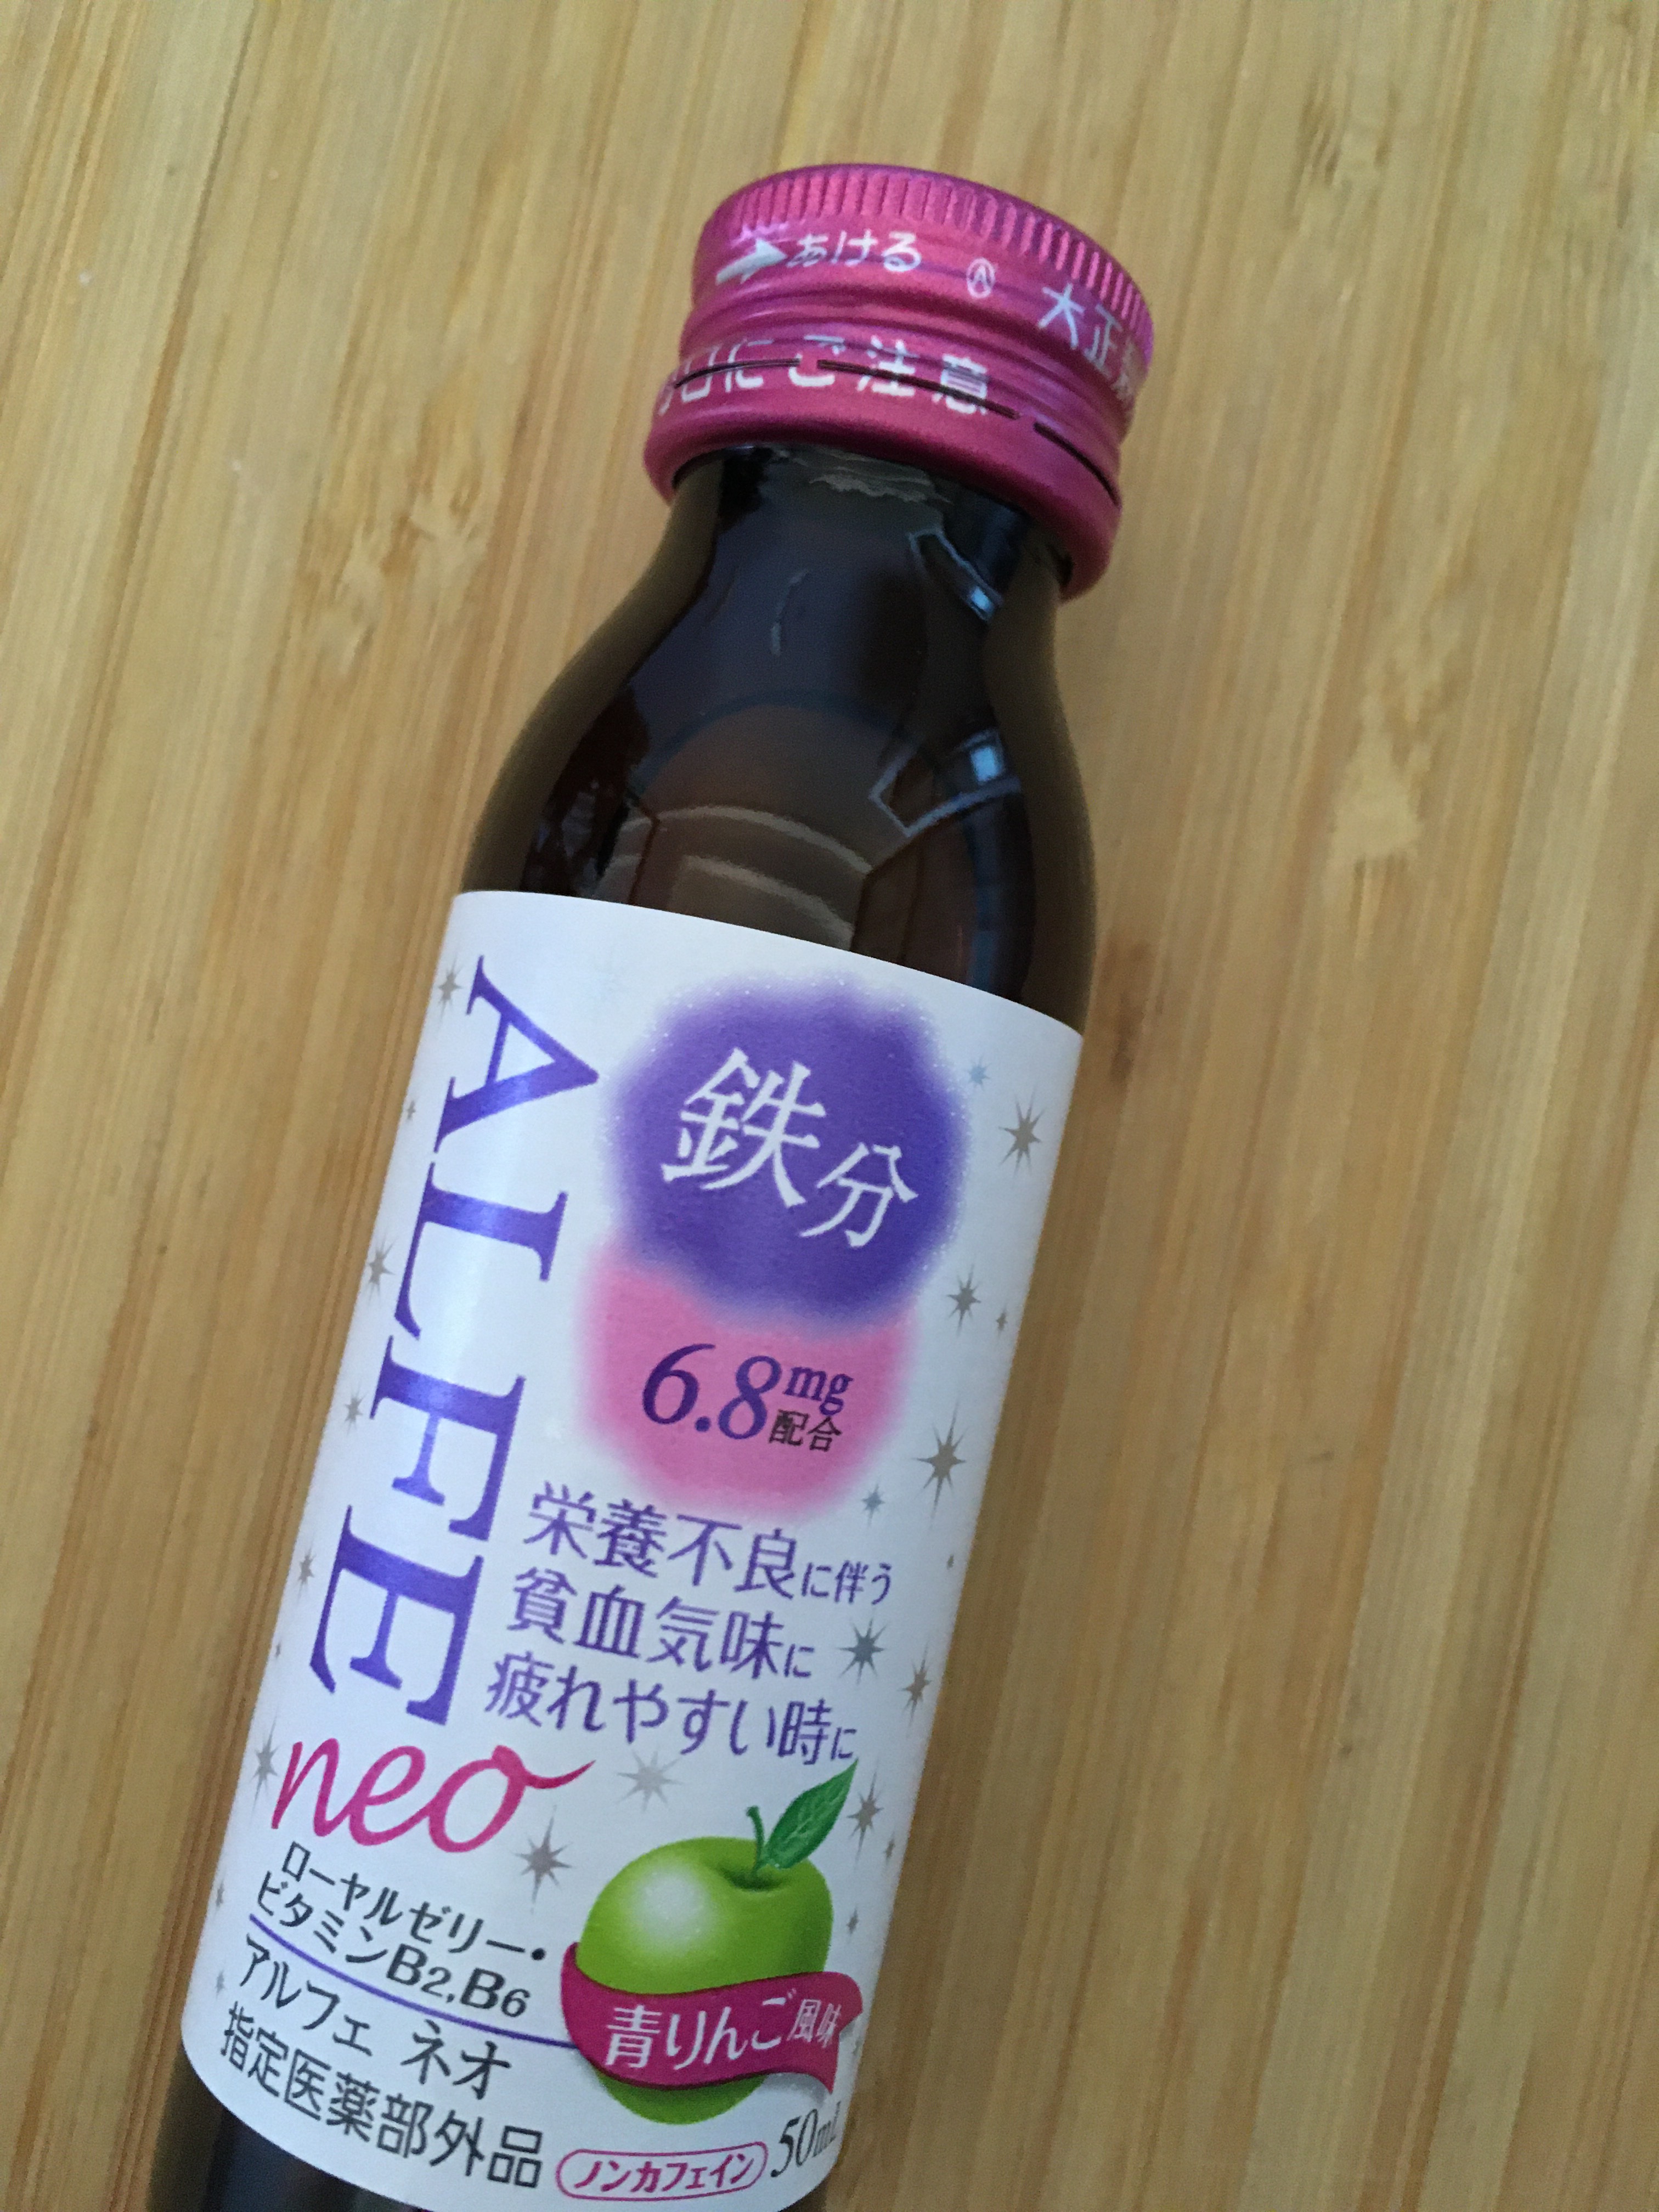 あける Ⓐ 大正
口にご注意
ALFE
neo
鉄分
6.8mg
配合
栄養不良に伴う
貧血気味に
疲れやすい時に
ローヤルゼリー・
ビタミンB2,B6
アルフェ ネオ
指定医薬部外品
青りんご風味
ノンカフェイン
50mL